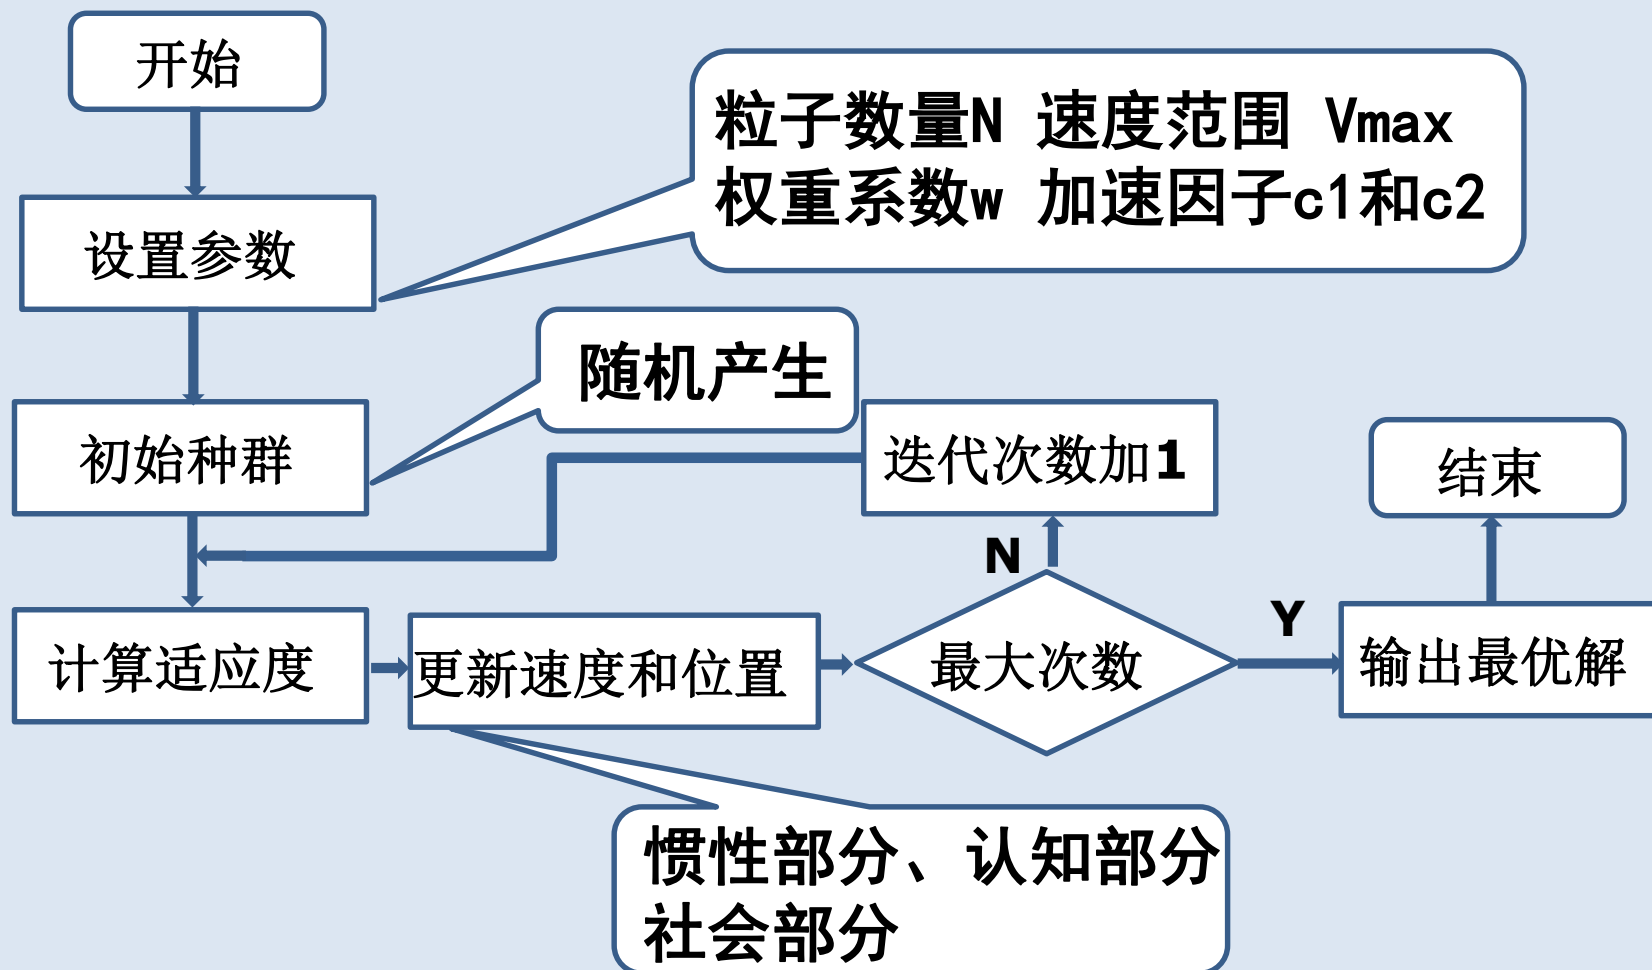 开始
粒子数量N 速度范围 Vmax
权重系数w 加速因子c1和c2
设置参数
随机产生
初始种群
迭代次数加1
结束
N
Y
计算适应度
更新速度和位置
最大次数
输出最优解
惯性部分、认知部分
社会部分